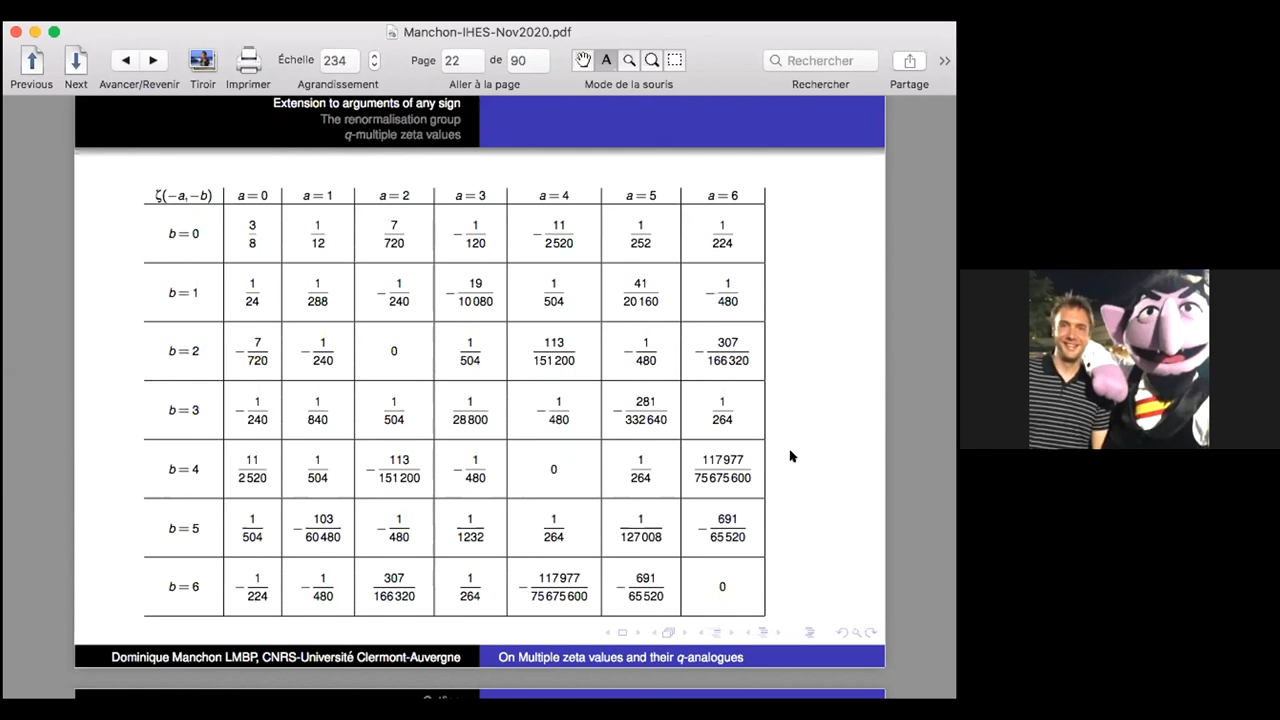 Manchon-IHES-Nov2020.pdf
Échelle 234 Page 22 de 90 Rechercher
Previous Next Avancer/Revenir Tiroir Imprimer Agrandissement Aller à la page Mode de la souris Rechercher Partage
Extension to arguments of any sign
The renormalisation group
q-multiple zeta values
ζ(−a,−b) a=0 a=1 a=2 a=3 a=4 a=5 a=6
b=0 3/8 1/12 7/720 −1/120 −11/2520 1/252 1/224
b=1 1/24 1/288 −1/240 −19/10080 1/504 41/20160 −1/480
b=2 −7/720 −1/240 0 1/504 113/151200 −1/480 −307/166320
b=3 −1/240 1/840 1/504 1/28800 −1/480 −281/332640 1/264
b=4 11/2520 1/504 −113/151200 −1/480 0 1/264 117977/75675600
b=5 1/504 −103/60480 −1/480 1/1232 1/264 1/127008 −691/65520
b=6 −1/224 −1/480 307/166320 1/264 −117977/75675600 −691/65520 0
Dominique Manchon LMBP, CNRS-Université Clermont-Auvergne On Multiple zeta values and their q-analogues